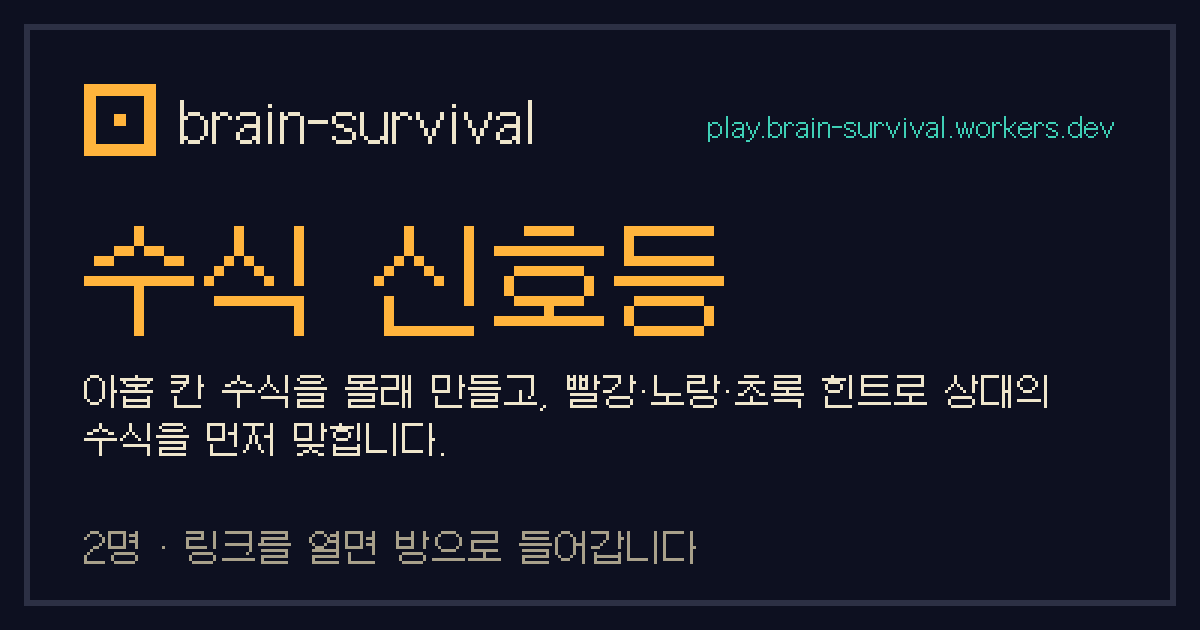 brain-survival
play.brain-survival.workers.dev
수식 신호등
아홉 칸 수식을 몰래 만들고, 빨강·노랑·초록 힌트로 상대의
수식을 먼저 맞힙니다.
2명 · 링크를 열면 방으로 들어갑니다